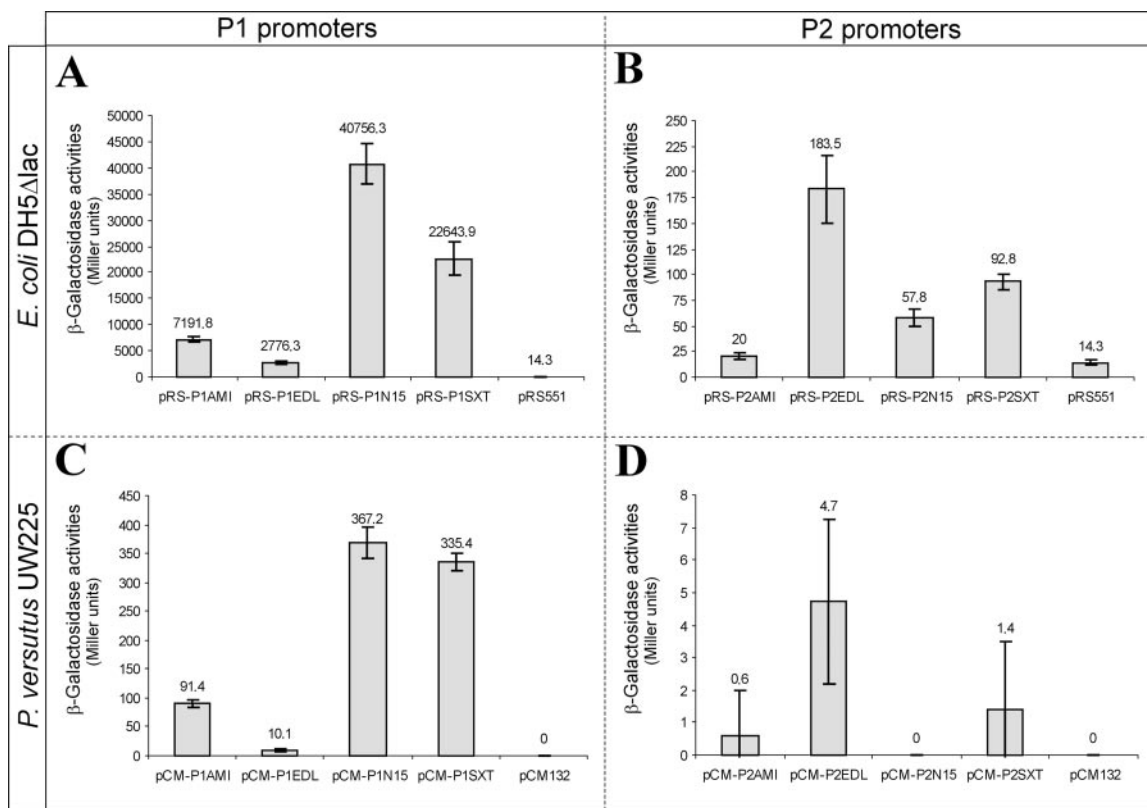 P1 promoters
P2 promoters
E. coli DH5Δlac
P. versutus UW225
A
β-Galactosidase activities
(Miller units)
50000
45000
40000
35000
30000
25000
20000
15000
10000
5000
0
7191,8
2776,3
40756,3
22643,9
14.3
pRS-P1AMI
pRS-P1EDL
pRS-P1N15
pRS-P1SXT
pRS551
B
β-Galactosidase activities
(Miller units)
250
225
200
175
150
125
100
75
50
25
0
20
183,5
57,8
92,8
14,3
pRS-P2AMI
pRS-P2EDL
pRS-P2N15
pRS-P2SXT
pRS551
C
β-Galactosidase activities
(Miller units)
450
400
350
300
250
200
150
100
50
0
91.4
10.1
367.2
335.4
0
pCM-P1AMI
pCM-P1EDL
pCM-P1N15
pCM-P1SXT
pCM132
D
β-Galactosidase activities
(Miller units)
8
7
6
5
4
3
2
1
0
0,6
4.7
0
1.4
0
pCM-P2AMI
pCM-P2EDL
pCM-P2N15
pCM-P2SXT
pCM132